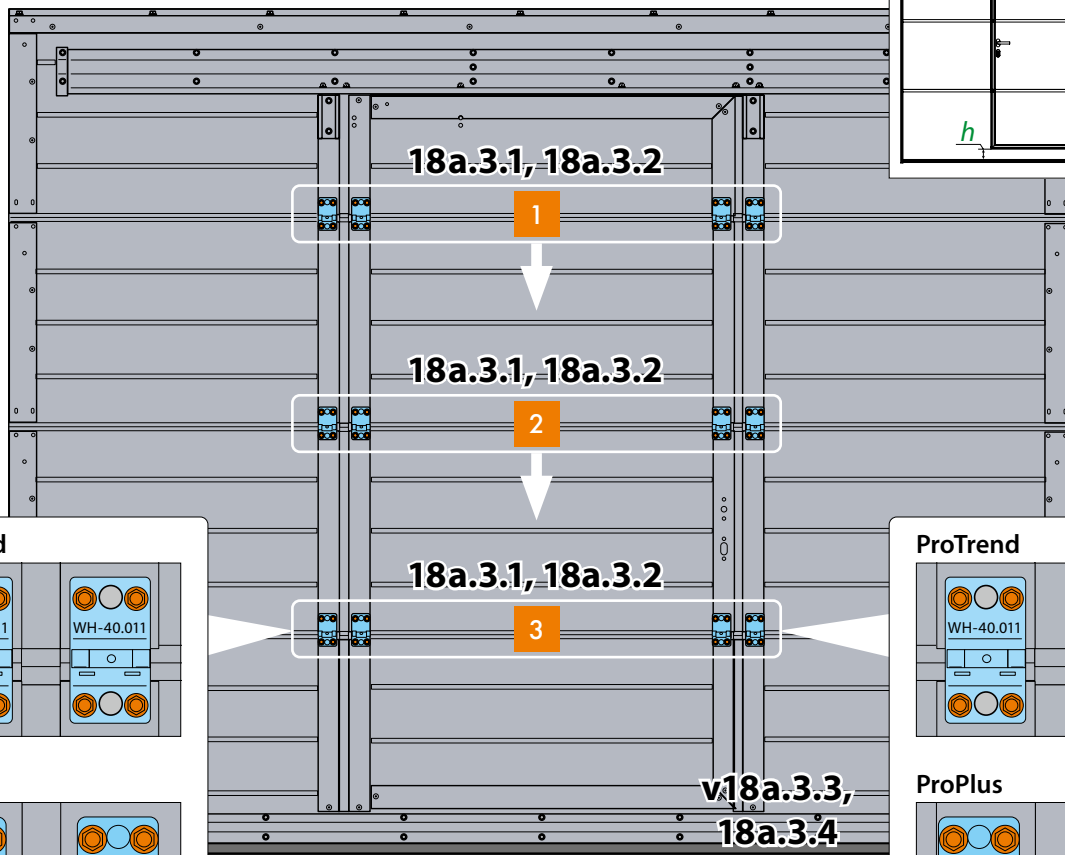 h
18a.3.1, 18a.3.2
1
18a.3.1, 18a.3.2
2
18a.3.1, 18a.3.2
3
d
1 WH-40.011
ProTrend
WH-40.011
ProPlus
v18a.3.3,
18a.3.4